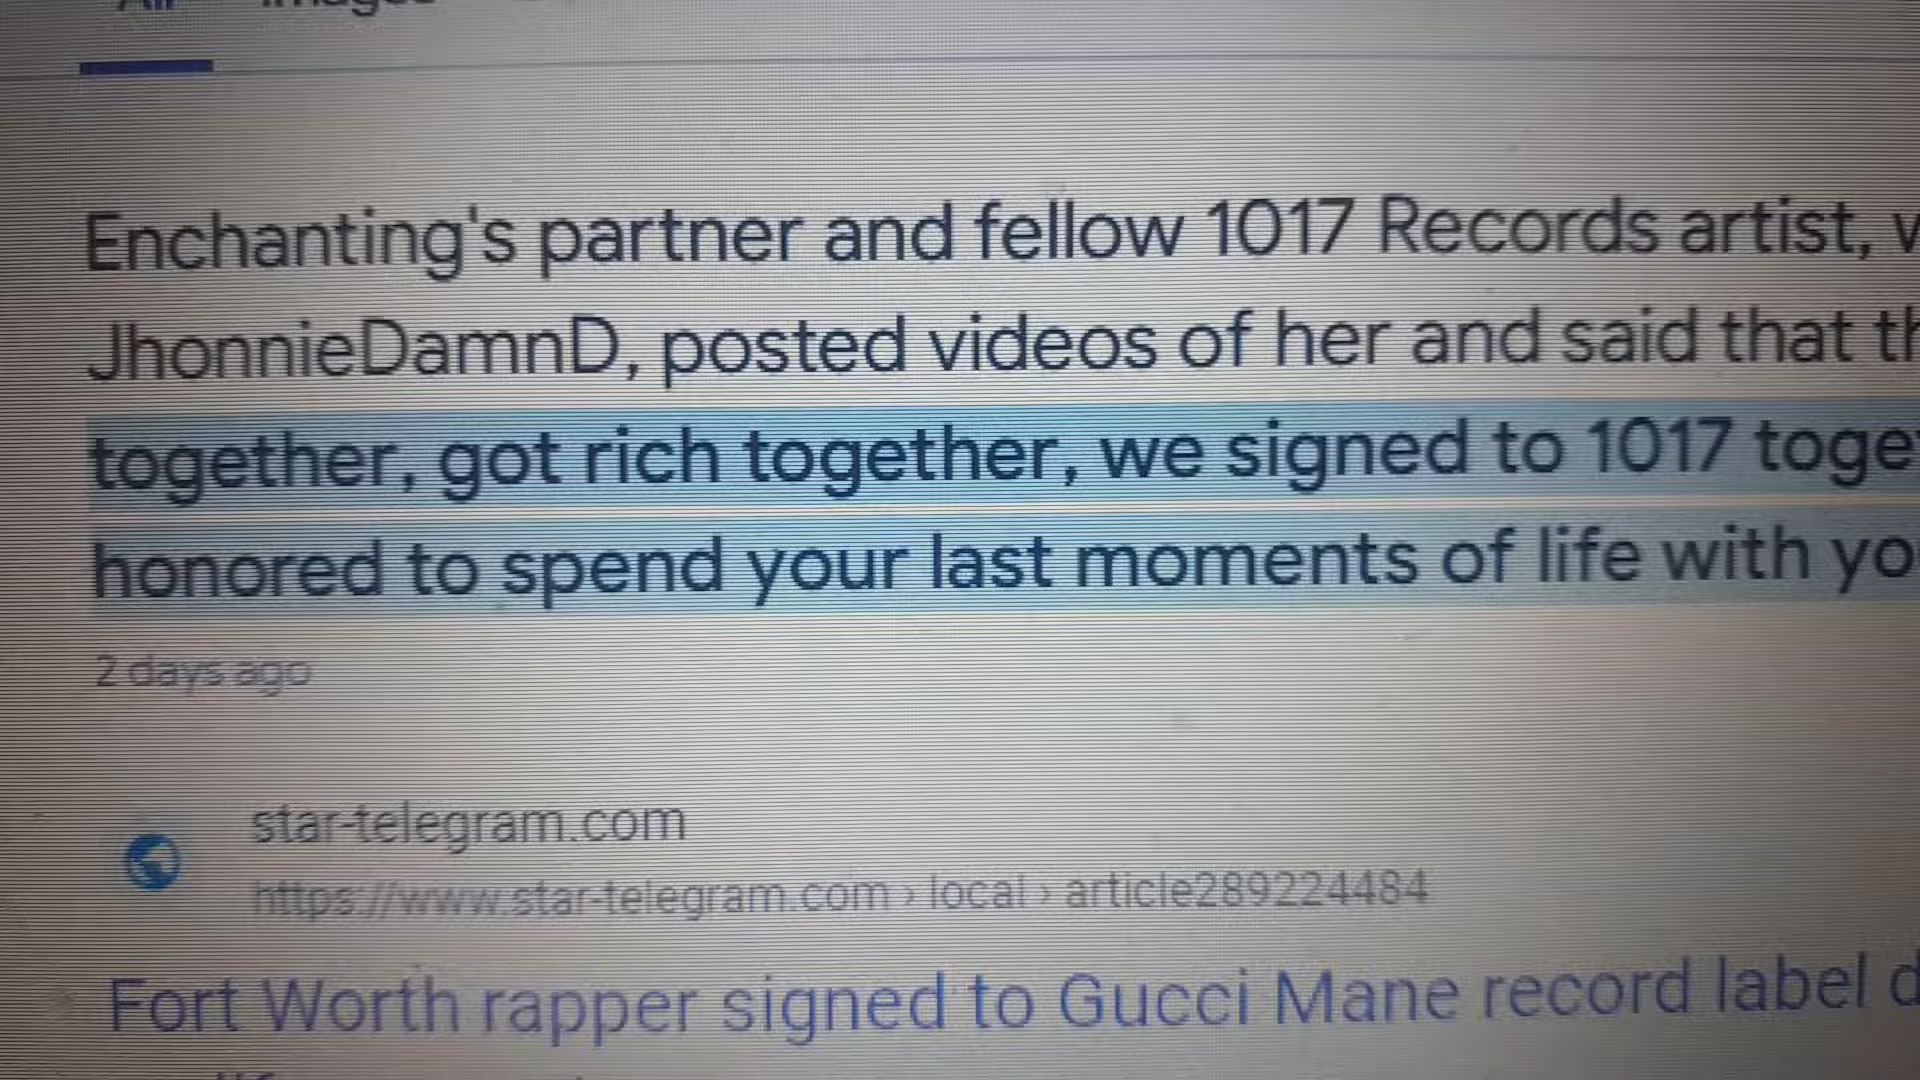 All Images
Enchanting's partner and fellow 1017 Records artist,
JhonnieDamnD, posted videos of her and said that
together, got rich together, we signed to 1017
honored to spend your last moments of life with
2 days ago
star-telegram.com
https://www.star-telegram.com › local › article289224484
Fort Worth rapper signed to Gucci Mane record label